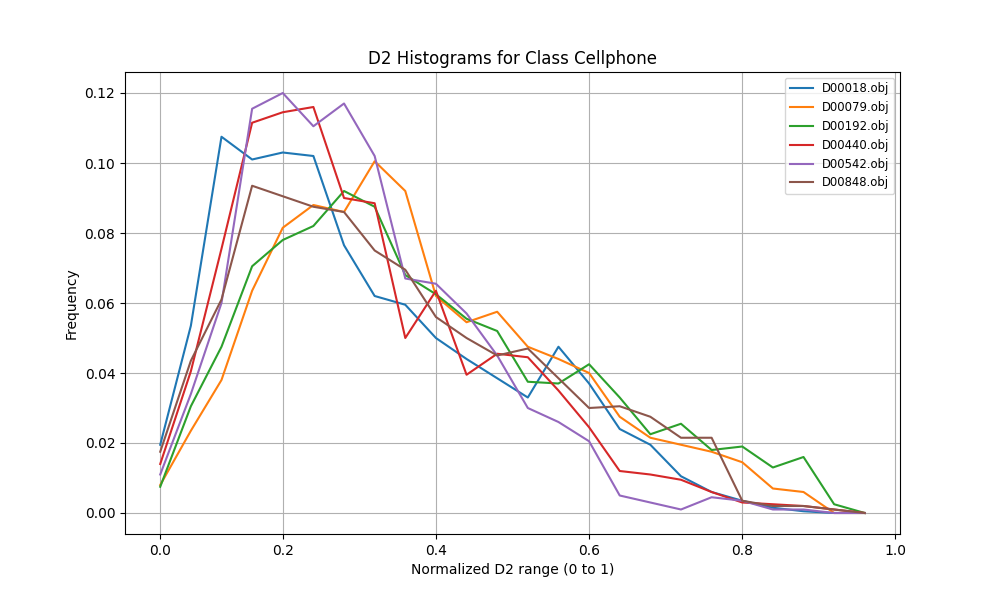 D2 Histograms for Class Cellphone
D00018.obj
D00079.obj
D00192.obj
D00440.obj
D00542.obj
D00848.obj
0.12
0.10
0.08
0.06
0.04
0.02
0.00
Frequency
0.0 0.2 0.4 0.6 0.8 1.0
Normalized D2 range (0 to 1)